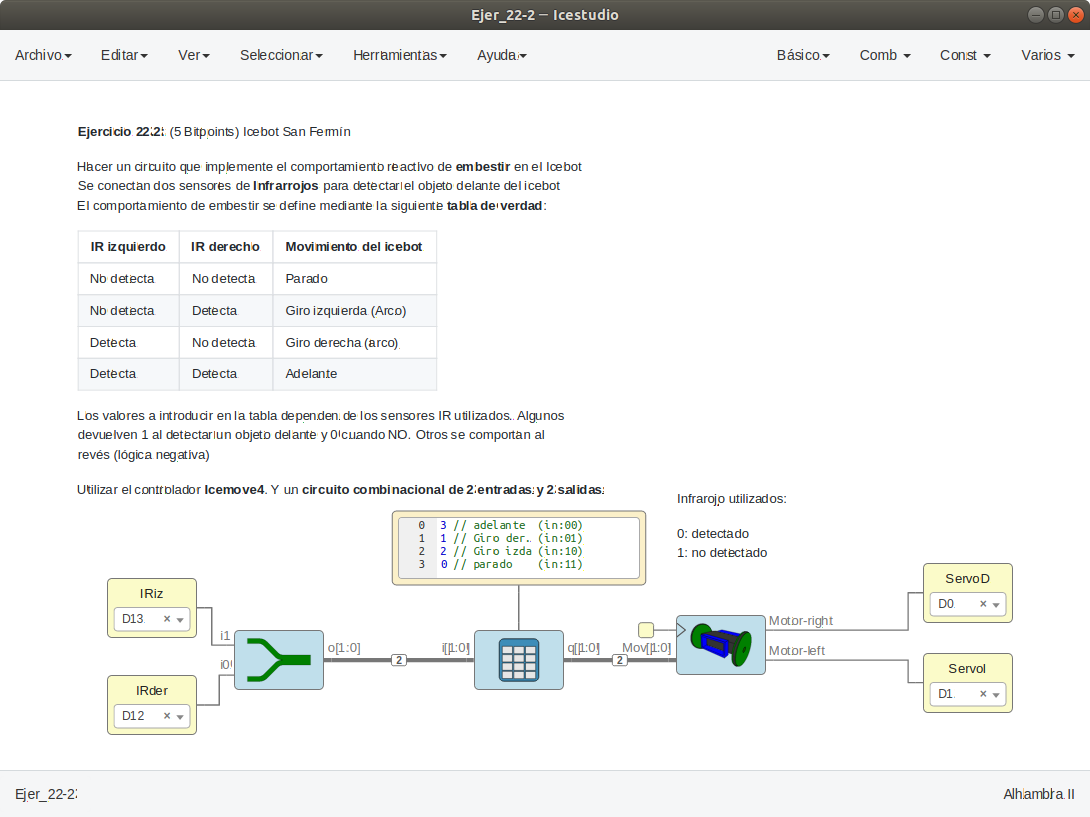 Ejer_22-2 – Icestudio
Archivo Editar Ver Seleccionar Herramientas Ayuda Básico Comb Const Varios
Ejercicio 22.2: (5 Bitpoints) Icebot San Fermín
Hacer un circuito que implemente el comportamiento reactivo de embestir en el Icebot
Se conectan dos sensores de Infrarrojos para detectar el objeto delante del icebot
El comportamiento de embestir se define mediante la siguiente tabla de verdad:
IR izquierdo IR derecho Movimiento del icebot
No detecta No detecta Parado
No detecta Detecta Giro izquierda (Arco)
Detecta No detecta Giro derecha (arco)
Detecta Detecta Adelante
Los valores a introducir en la tabla dependen de los sensores IR utilizados. Algunos
devuelven 1 al detectar un objeto delante y 0 cuando NO. Otros se comportan al
revés (lógica negativa)
Utilizar el controlador Icemove4. Y un circuito combinacional de 2 entradas y 2 salidas
Infrarojo utilizados:
0: detectado
1: no detectado
0 3 // adelante (in:00)
1 1 // Giro der.. (in:01)
2 2 // Giro izda (in:10)
3 0 // parado (in:11)
IRiz
D13
IRder
D12
i1
i0
o[1:0]
2
i[1:0]
q[1:0]
2
Mov[1:0]
Motor-right
Motor-left
ServoD
D0
ServoI
D1
Ejer_22-2
Alhambra II